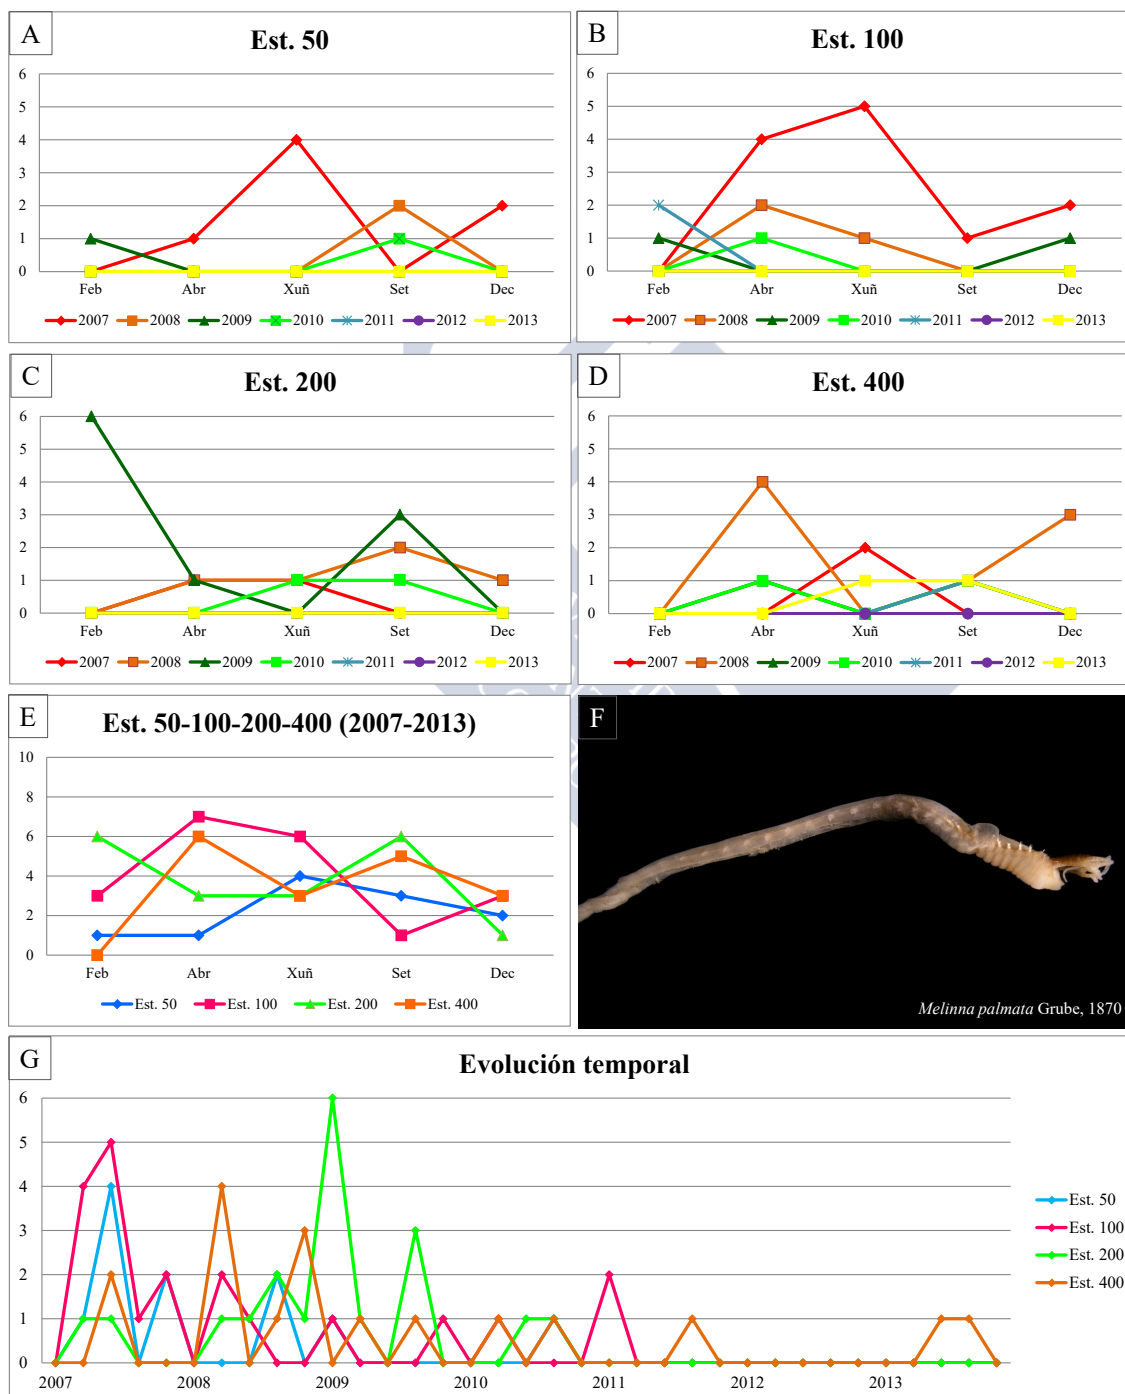 A
Est. 50
6
5
4
3
2
1
0
Feb Abr Xuñ Set Dec
2007 2008 2009 2010 2011 2012 2013
B
Est. 100
6
5
4
3
2
1
0
Feb Abr Xuñ Set Dec
2007 2008 2009 2010 2011 2012 2013
C
Est. 200
6
5
4
3
2
1
0
Feb Abr Xuñ Set Dec
2007 2008 2009 2010 2011 2012 2013
D
Est. 400
6
5
4
3
2
1
0
Feb Abr Xuñ Set Dec
2007 2008 2009 2010 2011 2012 2013
E
Est. 50-100-200-400 (2007-2013)
10
8
6
4
2
0
Feb Abr Xuñ Set Dec
Est. 50 Est. 100 Est. 200 Est. 400
F
Melinna palmata Grube, 1870
G
Evolución temporal
6
5
4
3
2
1
0
2007 2008 2009 2010 2011 2012 2013
Est. 50
Est. 100
Est. 200
Est. 400